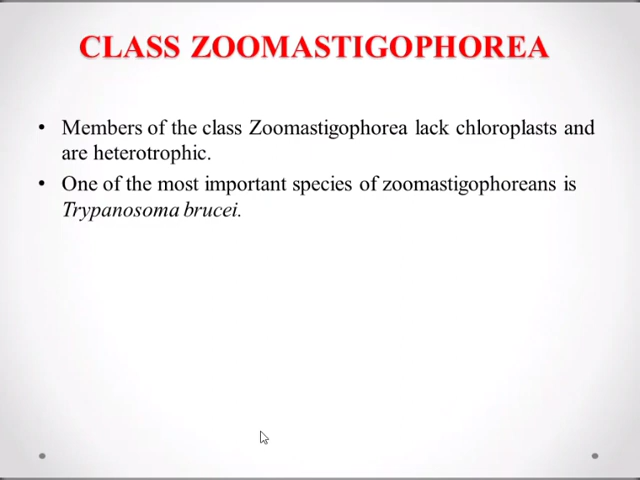 CLASS ZOOMASTIGOPHOREA
• Members of the class Zoomastigophorea lack chloroplasts and
are heterotrophic.
• One of the most important species of zoomastigophoreans is
Trypanosoma brucei.